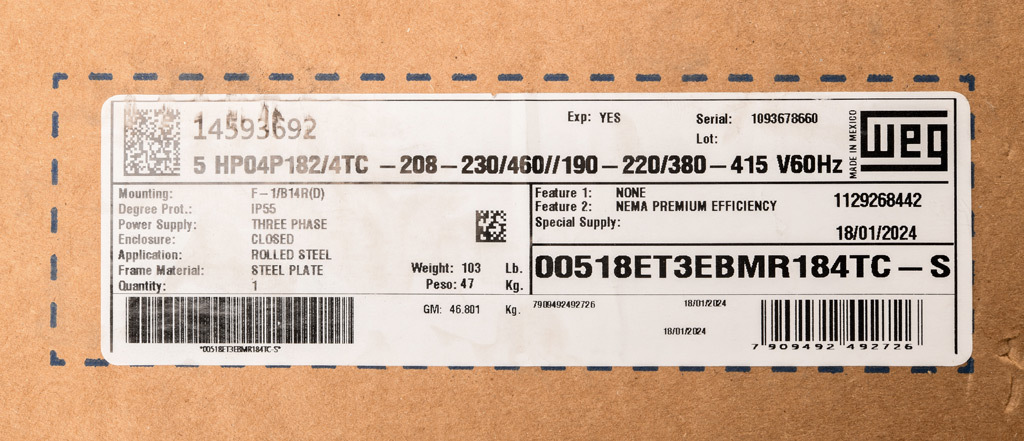 14593692
Exp: YES
Serial: 1093678660
Lot:
MADE IN MEXICO
WEG
5 HP04P182/4TC -208-230/460//190-220/380-415 V60Hz
Mounting: F-1/B14R(D)
Degree Prot.: IP55
Power Supply: THREE PHASE
Enclosure: CLOSED
Application: ROLLED STEEL
Frame Material: STEEL PLATE
Quantity: 1
Weight: 103 Lb.
Peso: 47 Kg.
Feature 1: NONE
Feature 2: NEMA PREMIUM EFFICIENCY
Special Supply:
1129268442
18/01/2024
00518ET3EBMR184TC-S
*00518ET3EBMR184TC-S*
GM: 46.801 Kg.
7909492492726
18/01/2024
18/01/2024
7 909492 492726